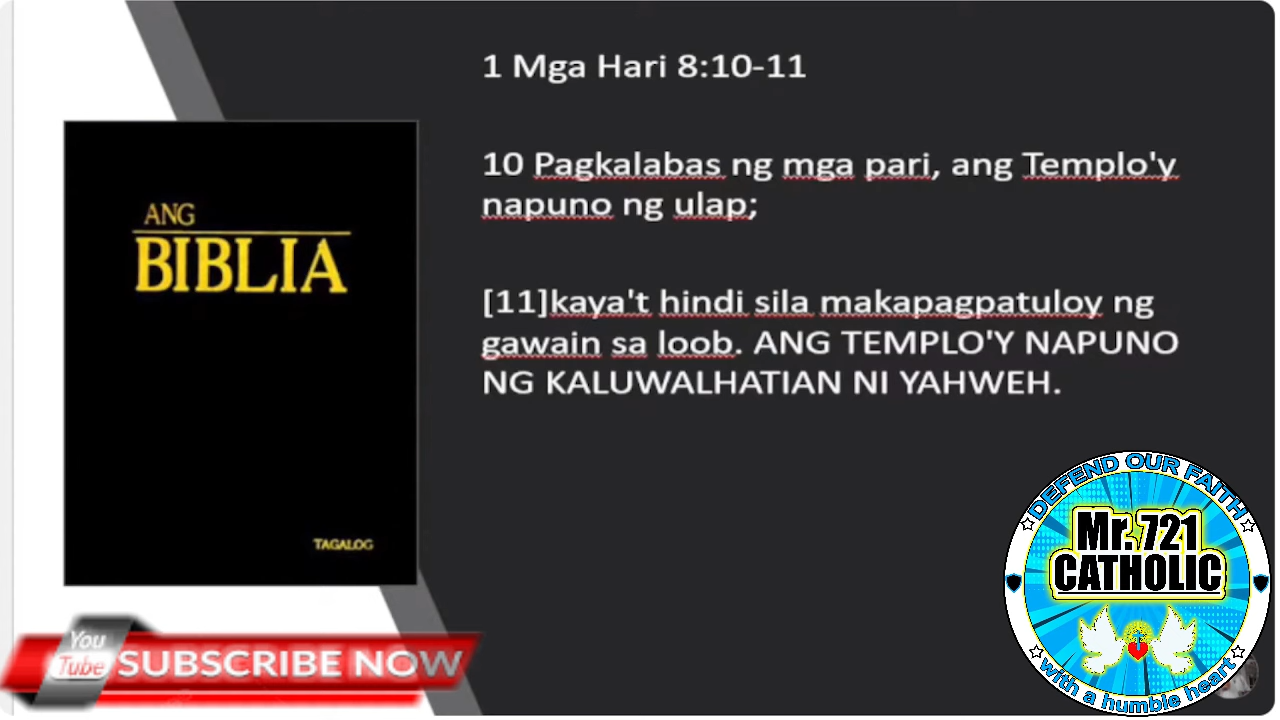 1 Mga Hari 8:10-11
10 Pagkalabas ng mga pari, ang Templo'y
napuno ng ulap;
[11]kaya't hindi sila makapagpatuloy ng
gawain sa loob. ANG TEMPLO'Y NAPUNO
NG KALUWALHATIAN NI YAHWEH.
ANG
BIBLIA
TAGALOG
You
Tube
SUBSCRIBE NOW
DEFEND OUR FAITH
Mr. 721
CATHOLIC
with a humble heart